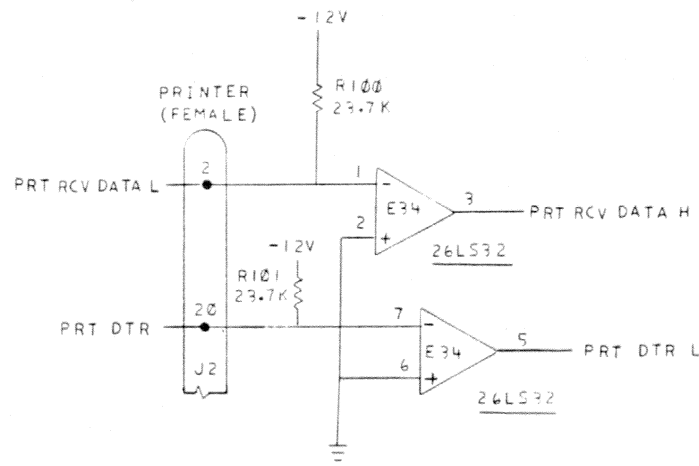 -12V
R100
23.7K
PRINTER
(FEMALE)
2
PRT RCV DATA L
1
-
E34
3
PRT RCV DATA H
2
+
26LS32
-12V
R101
23.7K
20
PRT DTR
7
-
E34
5
PRT DTR L
6
+
J2
26LS32